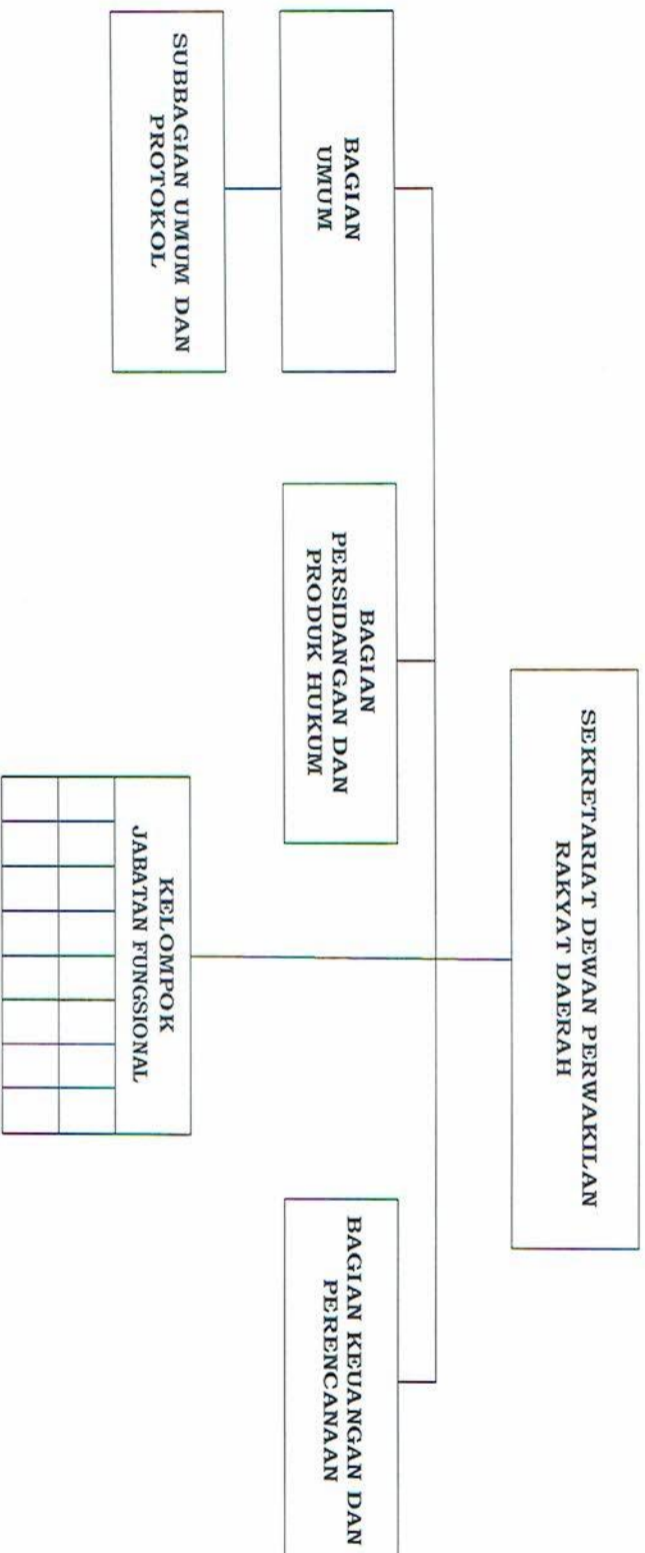 SEKRETARIAT DEWAN PERWAKILAN
RAKYAT DAERAH
BAGIAN
UMUM
BAGIAN
PERSIDANGAN DAN
PRODUK HUKUM
BAGIAN KEUANGAN DAN
PERENCANAAN
SUBBAGIAN UMUM DAN
PROTOKOL
KELOMPOK
JABATAN FUNGSIONAL